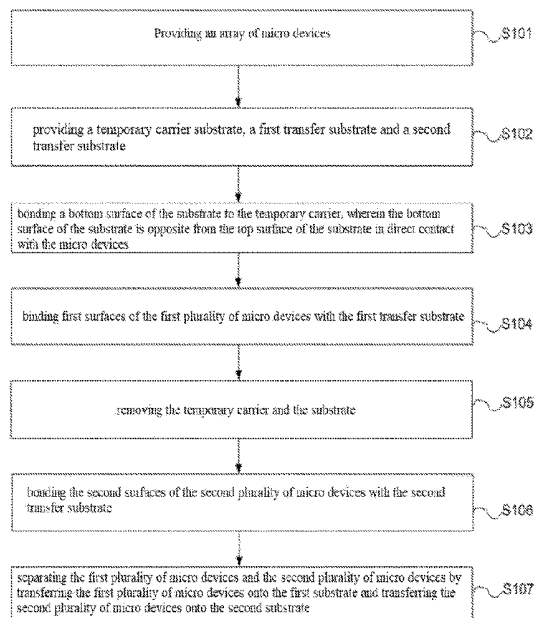 Providing an array of micro devices
S101
providing a temporary carrier substrate, a first transfer substrate and a second
transfer substrate
S102
bonding a bottom surface of the substrate to the temporary carrier, wherein the bottom
surface of the substrate is opposite from the top surface of the substrate in direct contact
with the micro devices
S103
binding first surfaces of the first plurality of micro devices with the first transfer substrate
S104
removing the temporary carrier and the substrate
S105
bonding the second surfaces of the second plurality of micro devices with the second
transfer substrate
S106
separating the first plurality of micro devices and the second plurality of micro devices by
transferring the first plurality of micro devices onto the first substrate and transferring the
second plurality of micro devices onto the second substrate
S107